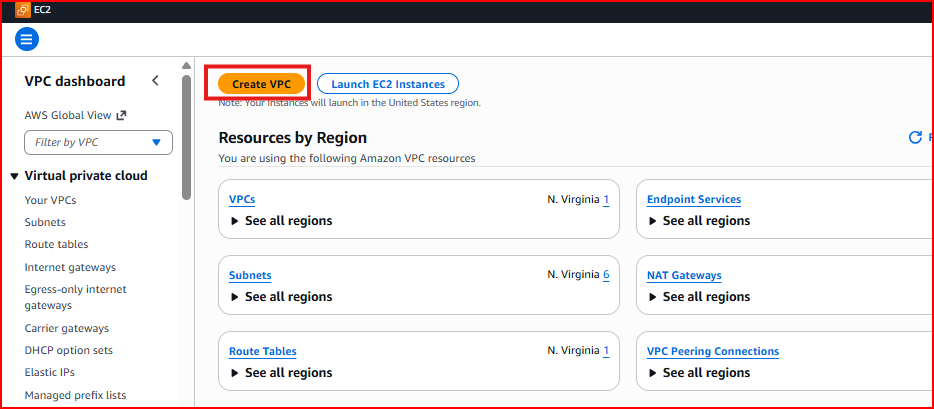 EC2
VPC dashboard
AWS Global View
Filter by VPC
Virtual private cloud
Your VPCs
Subnets
Route tables
Internet gateways
Egress-only internet
gateways
Carrier gateways
DHCP option sets
Elastic IPs
Managed prefix lists
Create VPC
Launch EC2 Instances
Note: Your Instances will launch in the United States region.
Resources by Region
You are using the following Amazon VPC resources
VPCs N. Virginia 1
See all regions
Endpoint Services
See all regions
Subnets N. Virginia 6
See all regions
NAT Gateways
See all regions
Route Tables N. Virginia 1
See all regions
VPC Peering Connections
See all regions